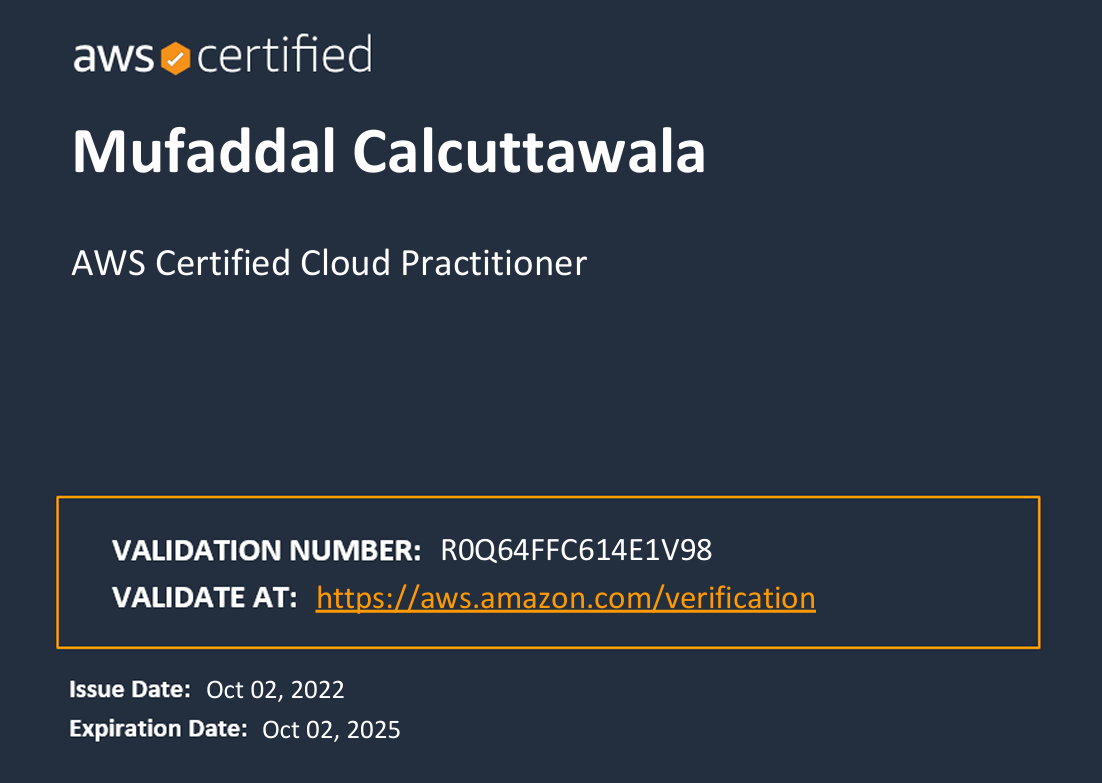 aws certified
Mufaddal Calcuttawala
AWS Certified Cloud Practitioner
VALIDATION NUMBER: R0Q64FFC614E1V98
VALIDATE AT: https://aws.amazon.com/verification
Issue Date: Oct 02, 2022
Expiration Date: Oct 02, 2025